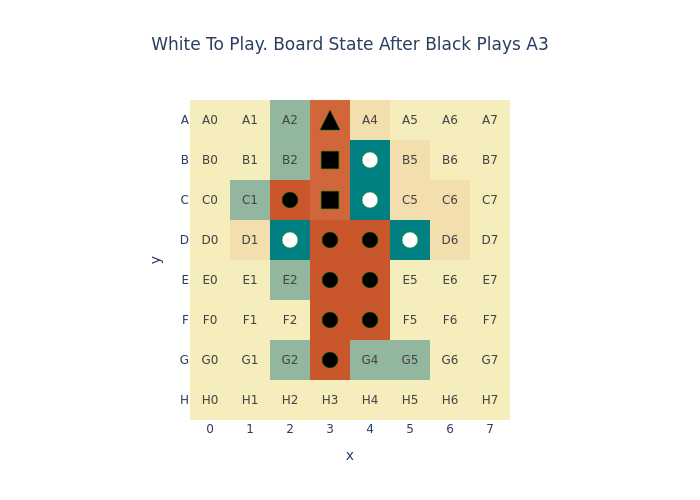 White To Play. Board State After Black Plays A3
A A0 A1 A2 A4 A5 A6 A7
B B0 B1 B2 B5 B6 B7
C C0 C1 C5 C6 C7
D D0 D1 D6 D7
E E0 E1 E2 E5 E6 E7
F F0 F1 F2 F5 F6 F7
G G0 G1 G2 G4 G5 G6 G7
H H0 H1 H2 H3 H4 H5 H6 H7
0 1 2 3 4 5 6 7
x
y